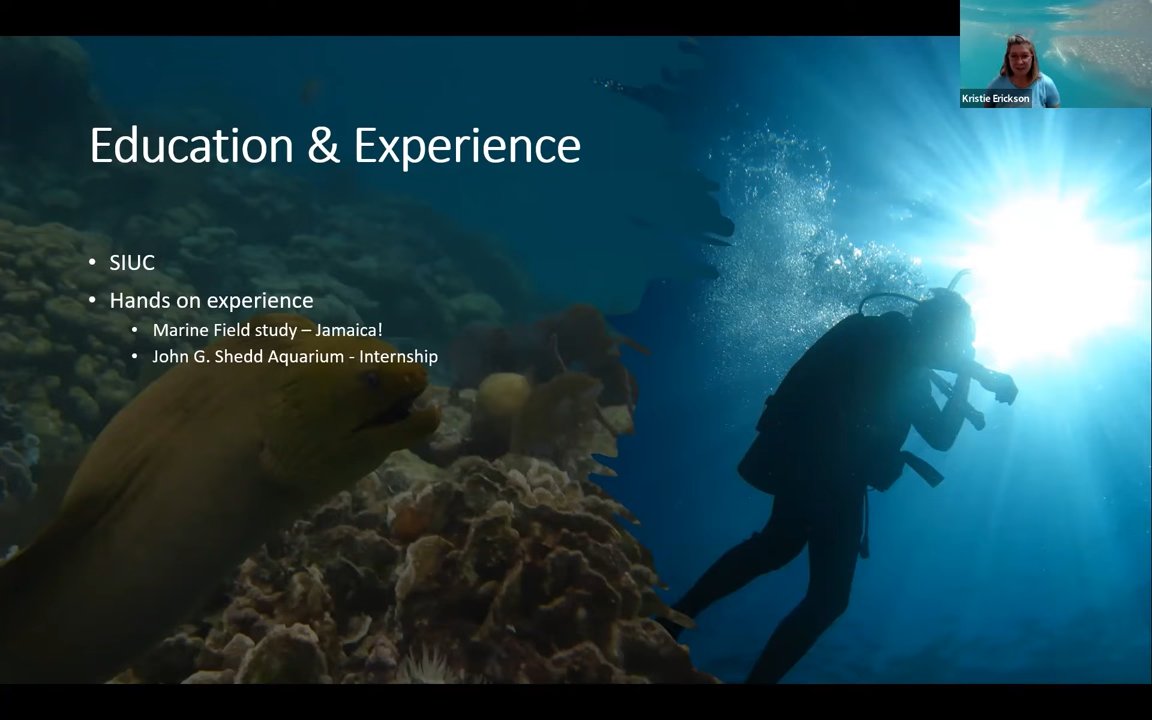 Kristie Erickson
Education & Experience
• SIUC
• Hands on experience
• Marine Field study – Jamaica!
• John G. Shedd Aquarium - Internship